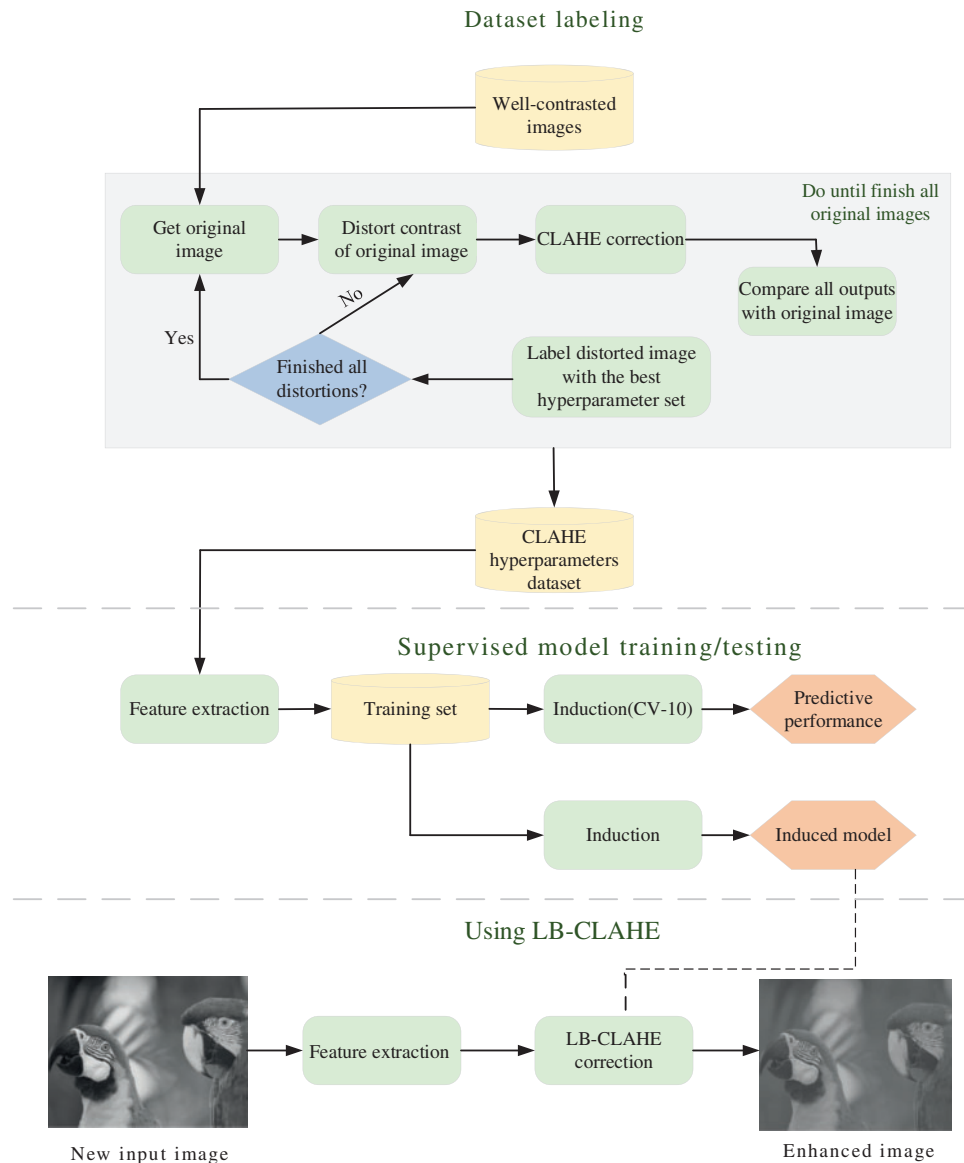 Dataset labeling
Well-contrasted
images
Do until finish all
original images
Get original
image
Distort contrast
of original image
CLAHE correction
Compare all outputs
with original image
No
Yes
Finished all
distortions?
Label distorted image
with the best
hyperparameter set
CLAHE
hyperparameters
dataset
Supervised model training/testing
Feature extraction
Training set
Induction(CV-10)
Predictive
performance
Induction
Induced model
Using LB-CLAHE
Feature extraction
LB-CLAHE
correction
New input image
Enhanced image